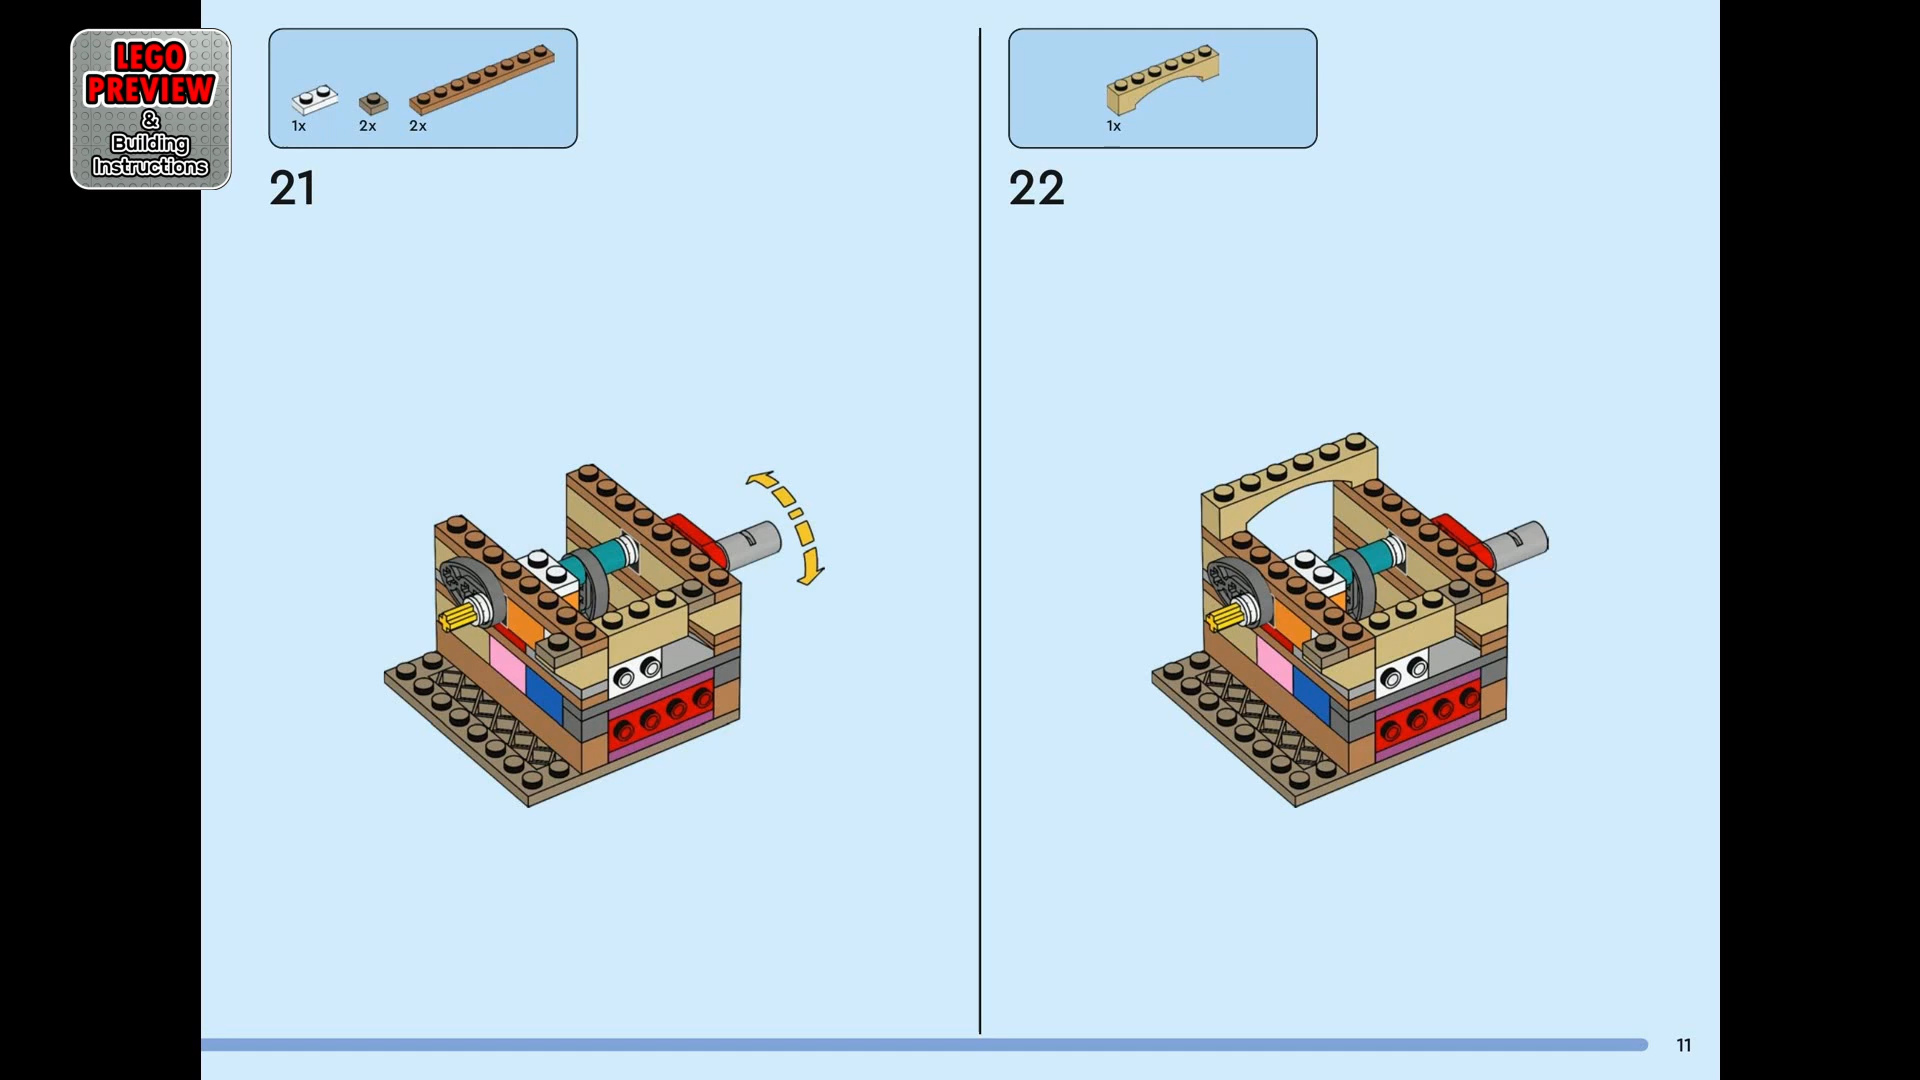 LEGO
PREVIEW
&
Building
Instructions
1x
2x
2x
21
1x
22
11